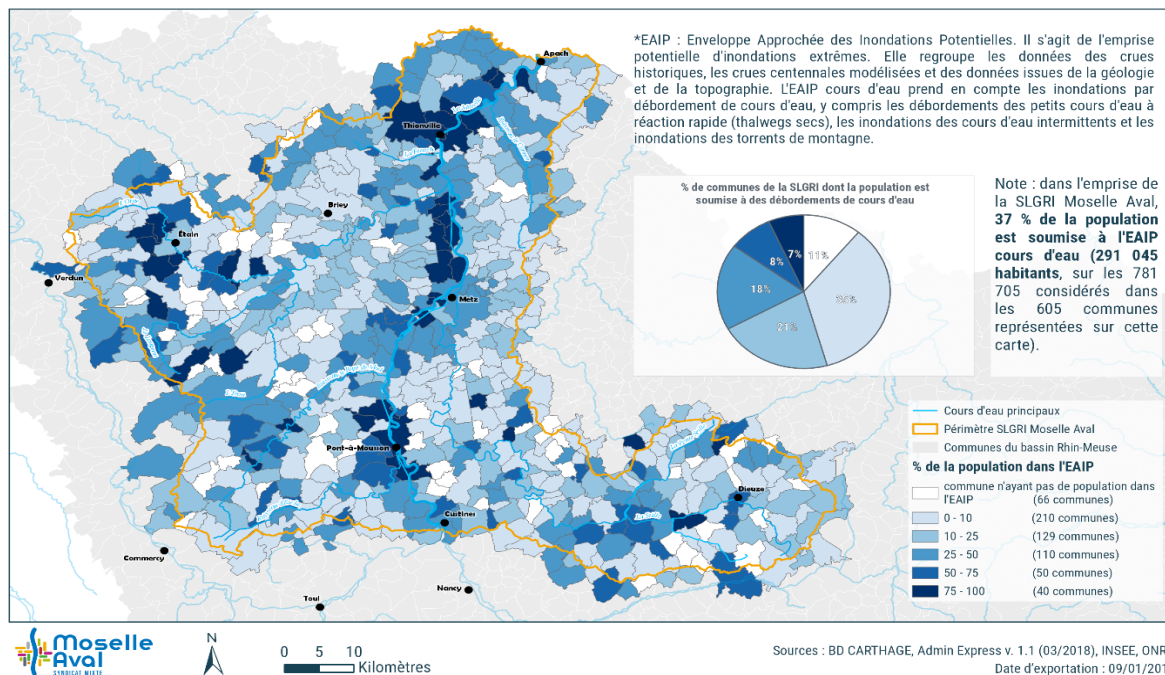 *EAIP : Enveloppe Approchée des Inondations Potentielles. Il s'agit de l'emprise
potentielle d'inondations extrêmes. Elle regroupe les données des crues
historiques, les crues centennales modélisées et des données issues de la géologie
et de la topographie. L'EAIP cours d'eau prend en compte les inondations par
débordement de cours d'eau, y compris les débordements des petits cours d'eau à
réaction rapide (thalwegs secs), les inondations des cours d'eau intermittents et les
inondations des torrents de montagne.
% de communes de la SLGRI dont la population est
soumise à des débordements de cours d'eau
7%
11%
8%
18%
21%
Note : dans l'emprise de
la SLGRI Moselle Aval,
37 % de la population
est soumise à l'EAIP
cours d'eau (291 045
habitants, sur les 781
705 considérés dans
les 605 communes
représentées sur cette
carte).
Apach
Thionville
Briey
Étain
Verdun
Metz
Pont-à-Mousson
Dieuze
Custines
Commercy
Nancy
Toul
Cours d'eau principaux
Périmètre SLGRI Moselle Aval
Communes du bassin Rhin-Meuse
% de la population dans l'EAIP
commune n'ayant pas de population dans
l'EAIP (66 communes)
0 - 10 (210 communes)
10 - 25 (129 communes)
25 - 50 (110 communes)
50 - 75 (50 communes)
75 - 100 (40 communes)
Moselle
Aval
SYNDICAT MIXTE
N
0 5 10
Kilomètres
Sources : BD CARTHAGE, Admin Express v. 1.1 (03/2018), INSEE, ONR
Date d'exportation : 09/01/201